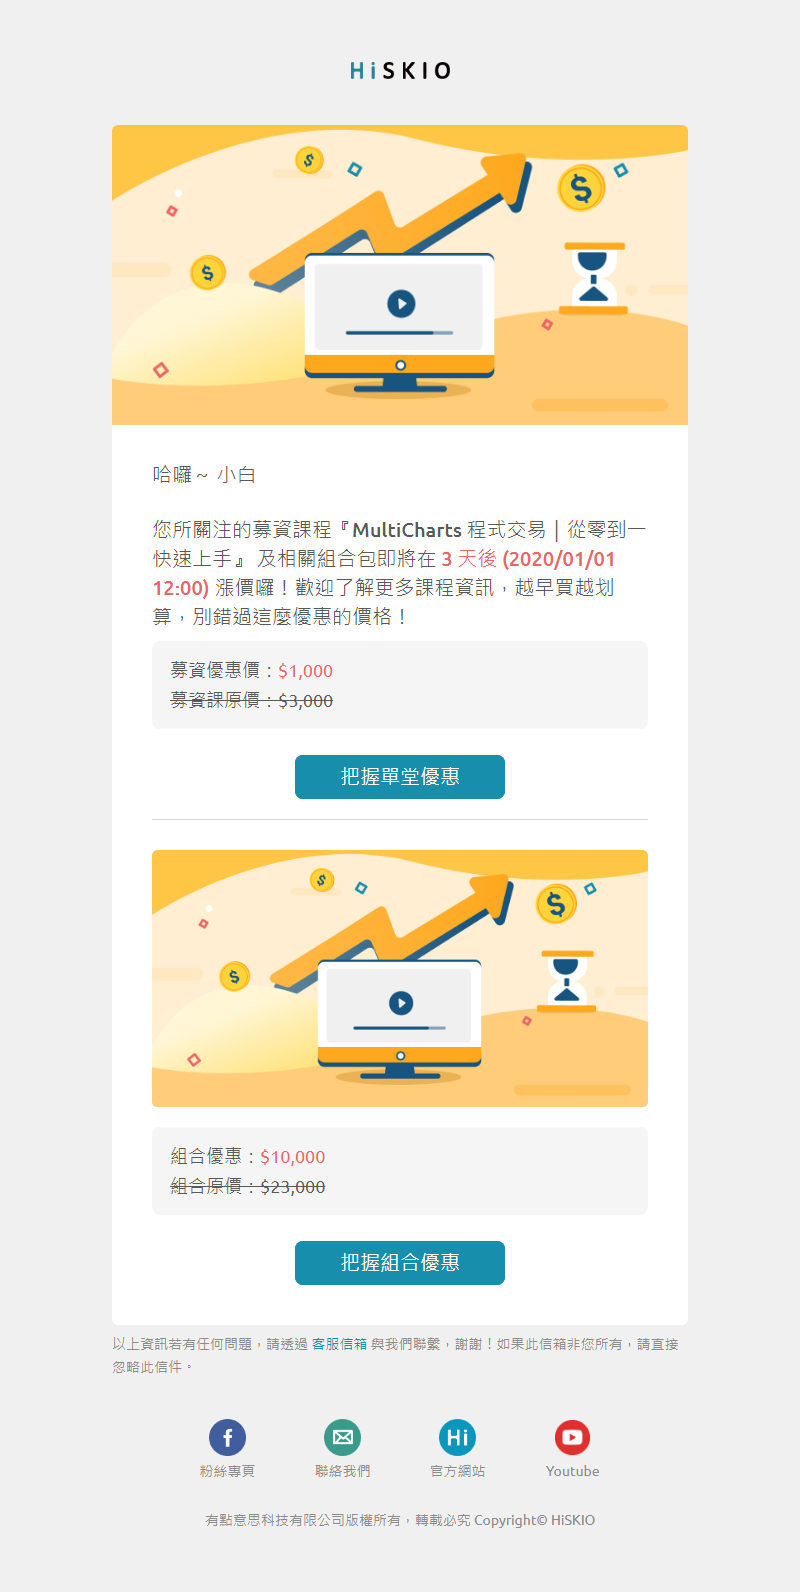 HiSKIO
哈囉～ 小白
您所關注的募資課程『MultiCharts 程式交易｜從零到一
快速上手』 及相關組合包即將在 3 天後 (2020/01/01
12:00) 漲價囉！歡迎了解更多課程資訊，越早買越划
算，別錯過這麼優惠的價格！
募資優惠價：$1,000
募資課原價：$3,000
把握單堂優惠
組合優惠：$10,000
組合原價：$23,000
把握組合優惠
以上資訊若有任何問題，請透過 客服信箱 與我們聯繫，謝謝！如果此信箱非您所有，請直接
忽略此信件。
Hi
粉絲專頁 聯絡我們 官方網站 Youtube
有點意思科技有限公司版權所有，轉載必究 Copyright© HiSKIO